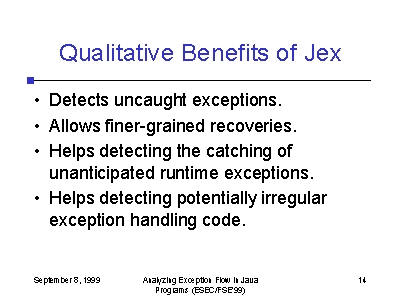 Qualitative Benefits of Jex
• Detects uncaught exceptions.
• Allows finer-grained recoveries.
• Helps detecting the catching of
unanticipated runtime exceptions.
• Helps detecting potentially irregular
exception handling code.
September 8, 1999
Analyzing Exception Flow in Java
Programs (ESEC/FSE'99)
14